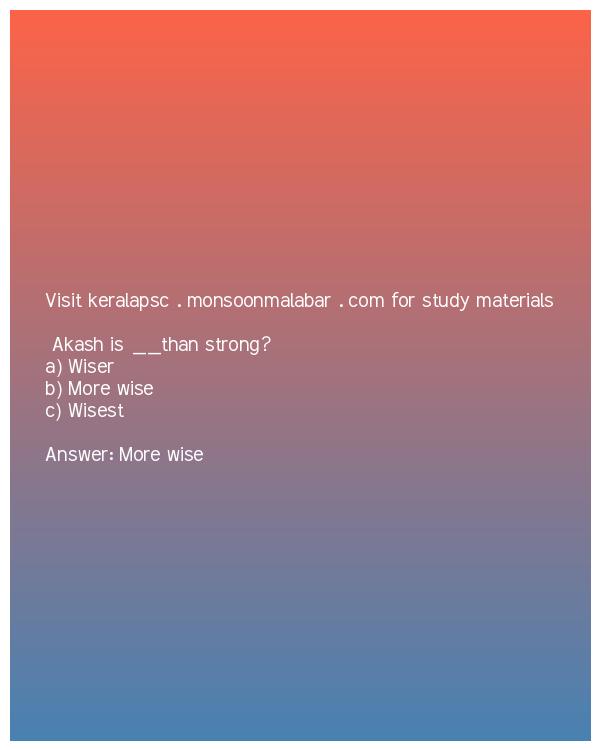 Visit keralapsc . monsoonmalabar . com for study materials
Akash is __than strong?
a) Wiser
b) More wise
c) Wisest
Answer: More wise